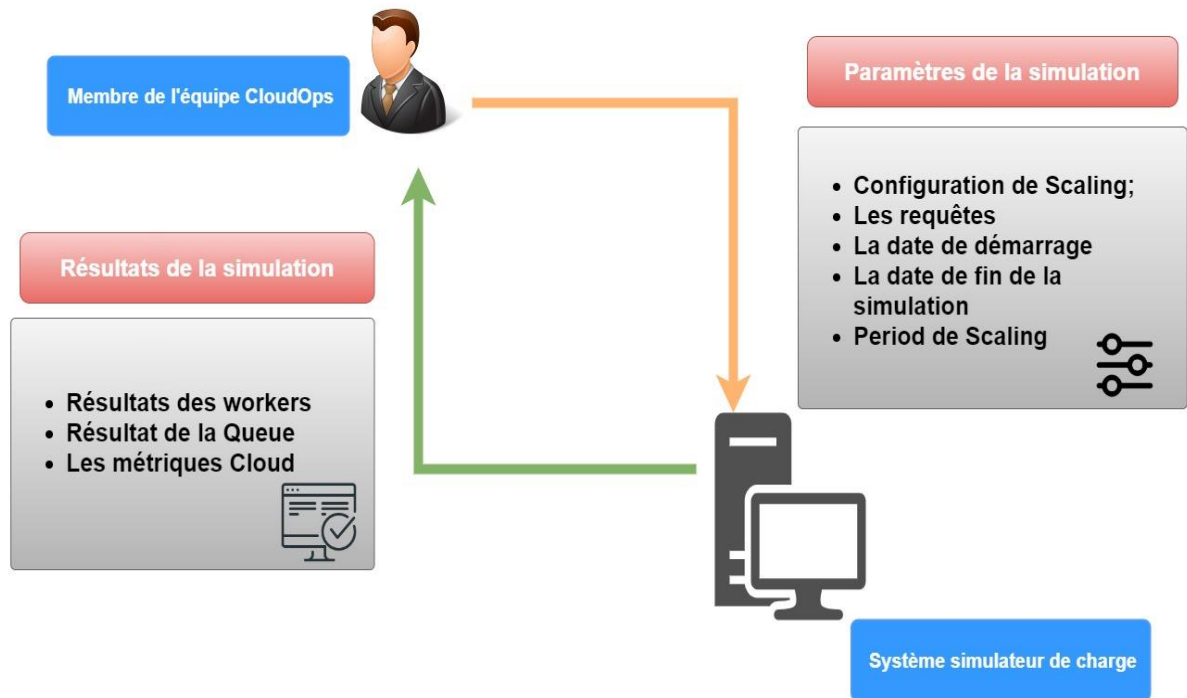 Membre de l'équipe CloudOps
Paramètres de la simulation
• Configuration de Scaling;
• Les requêtes
• La date de démarrage
• La date de fin de la
simulation
• Period de Scaling
Résultats de la simulation
• Résultats des workers
• Résultat de la Queue
• Les métriques Cloud
Système simulateur de charge